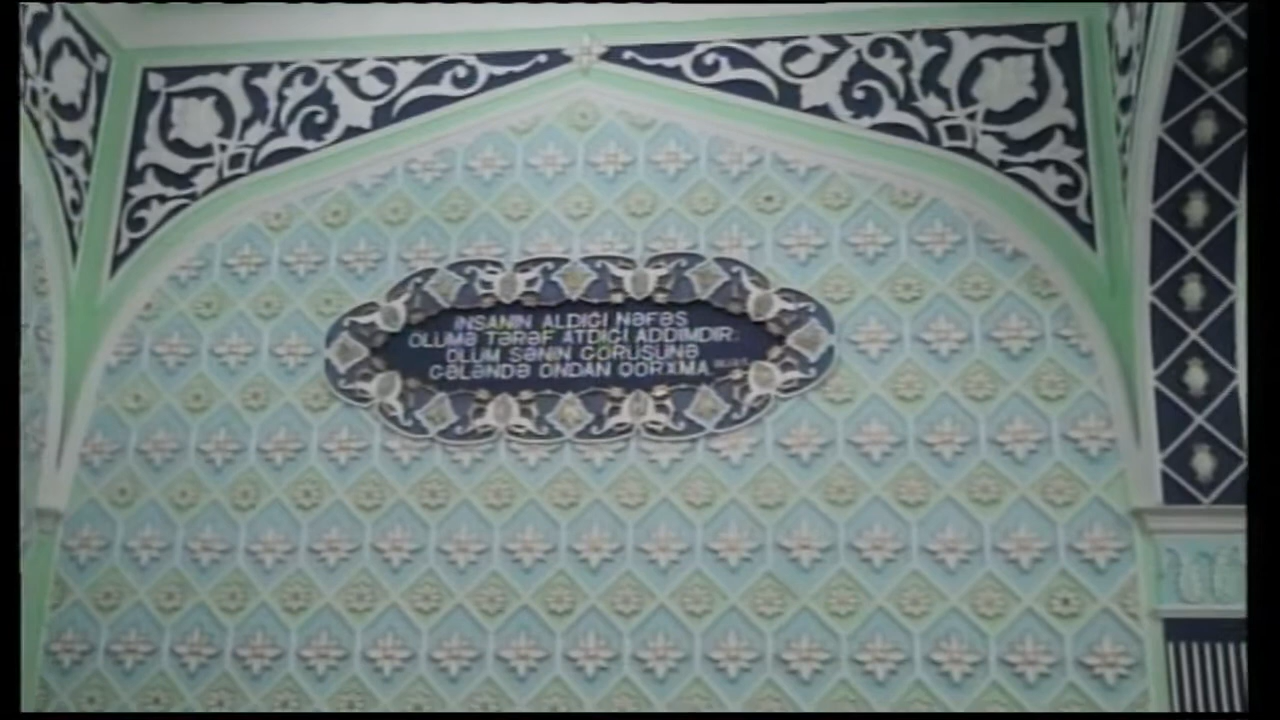 İNSANIN ALDIĞI NƏFƏS
ÖLÜMƏ TƏRƏF ATDIĞI ADDIMDIR.
ÖLÜM SƏNİN GÖRÜŞÜNƏ
GƏLƏNDƏ ONDAN QORXMA